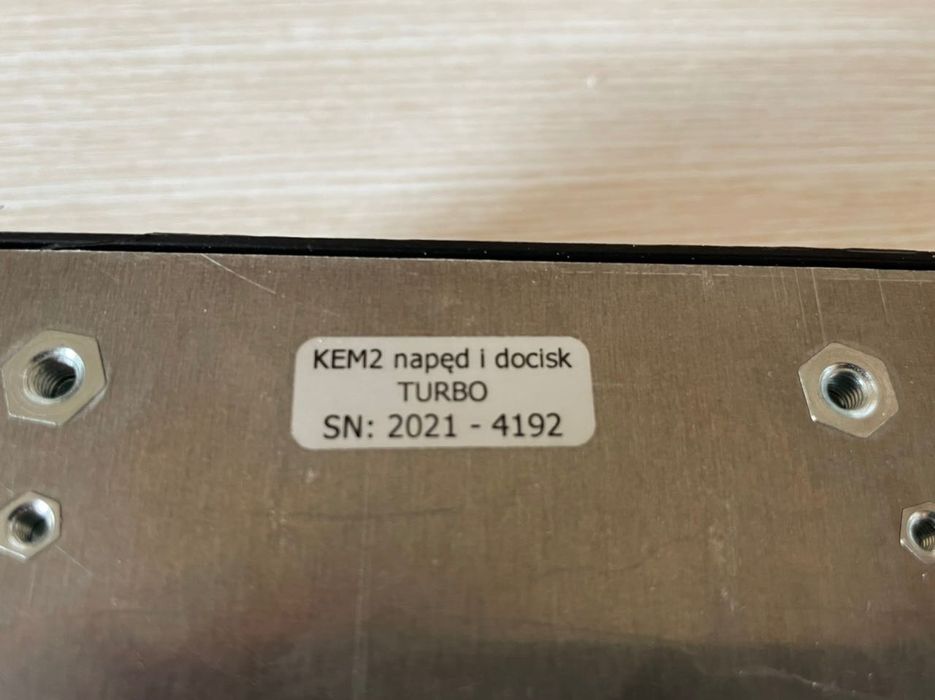 KEM2 napęd i docisk
TURBO
SN: 2021 - 4192